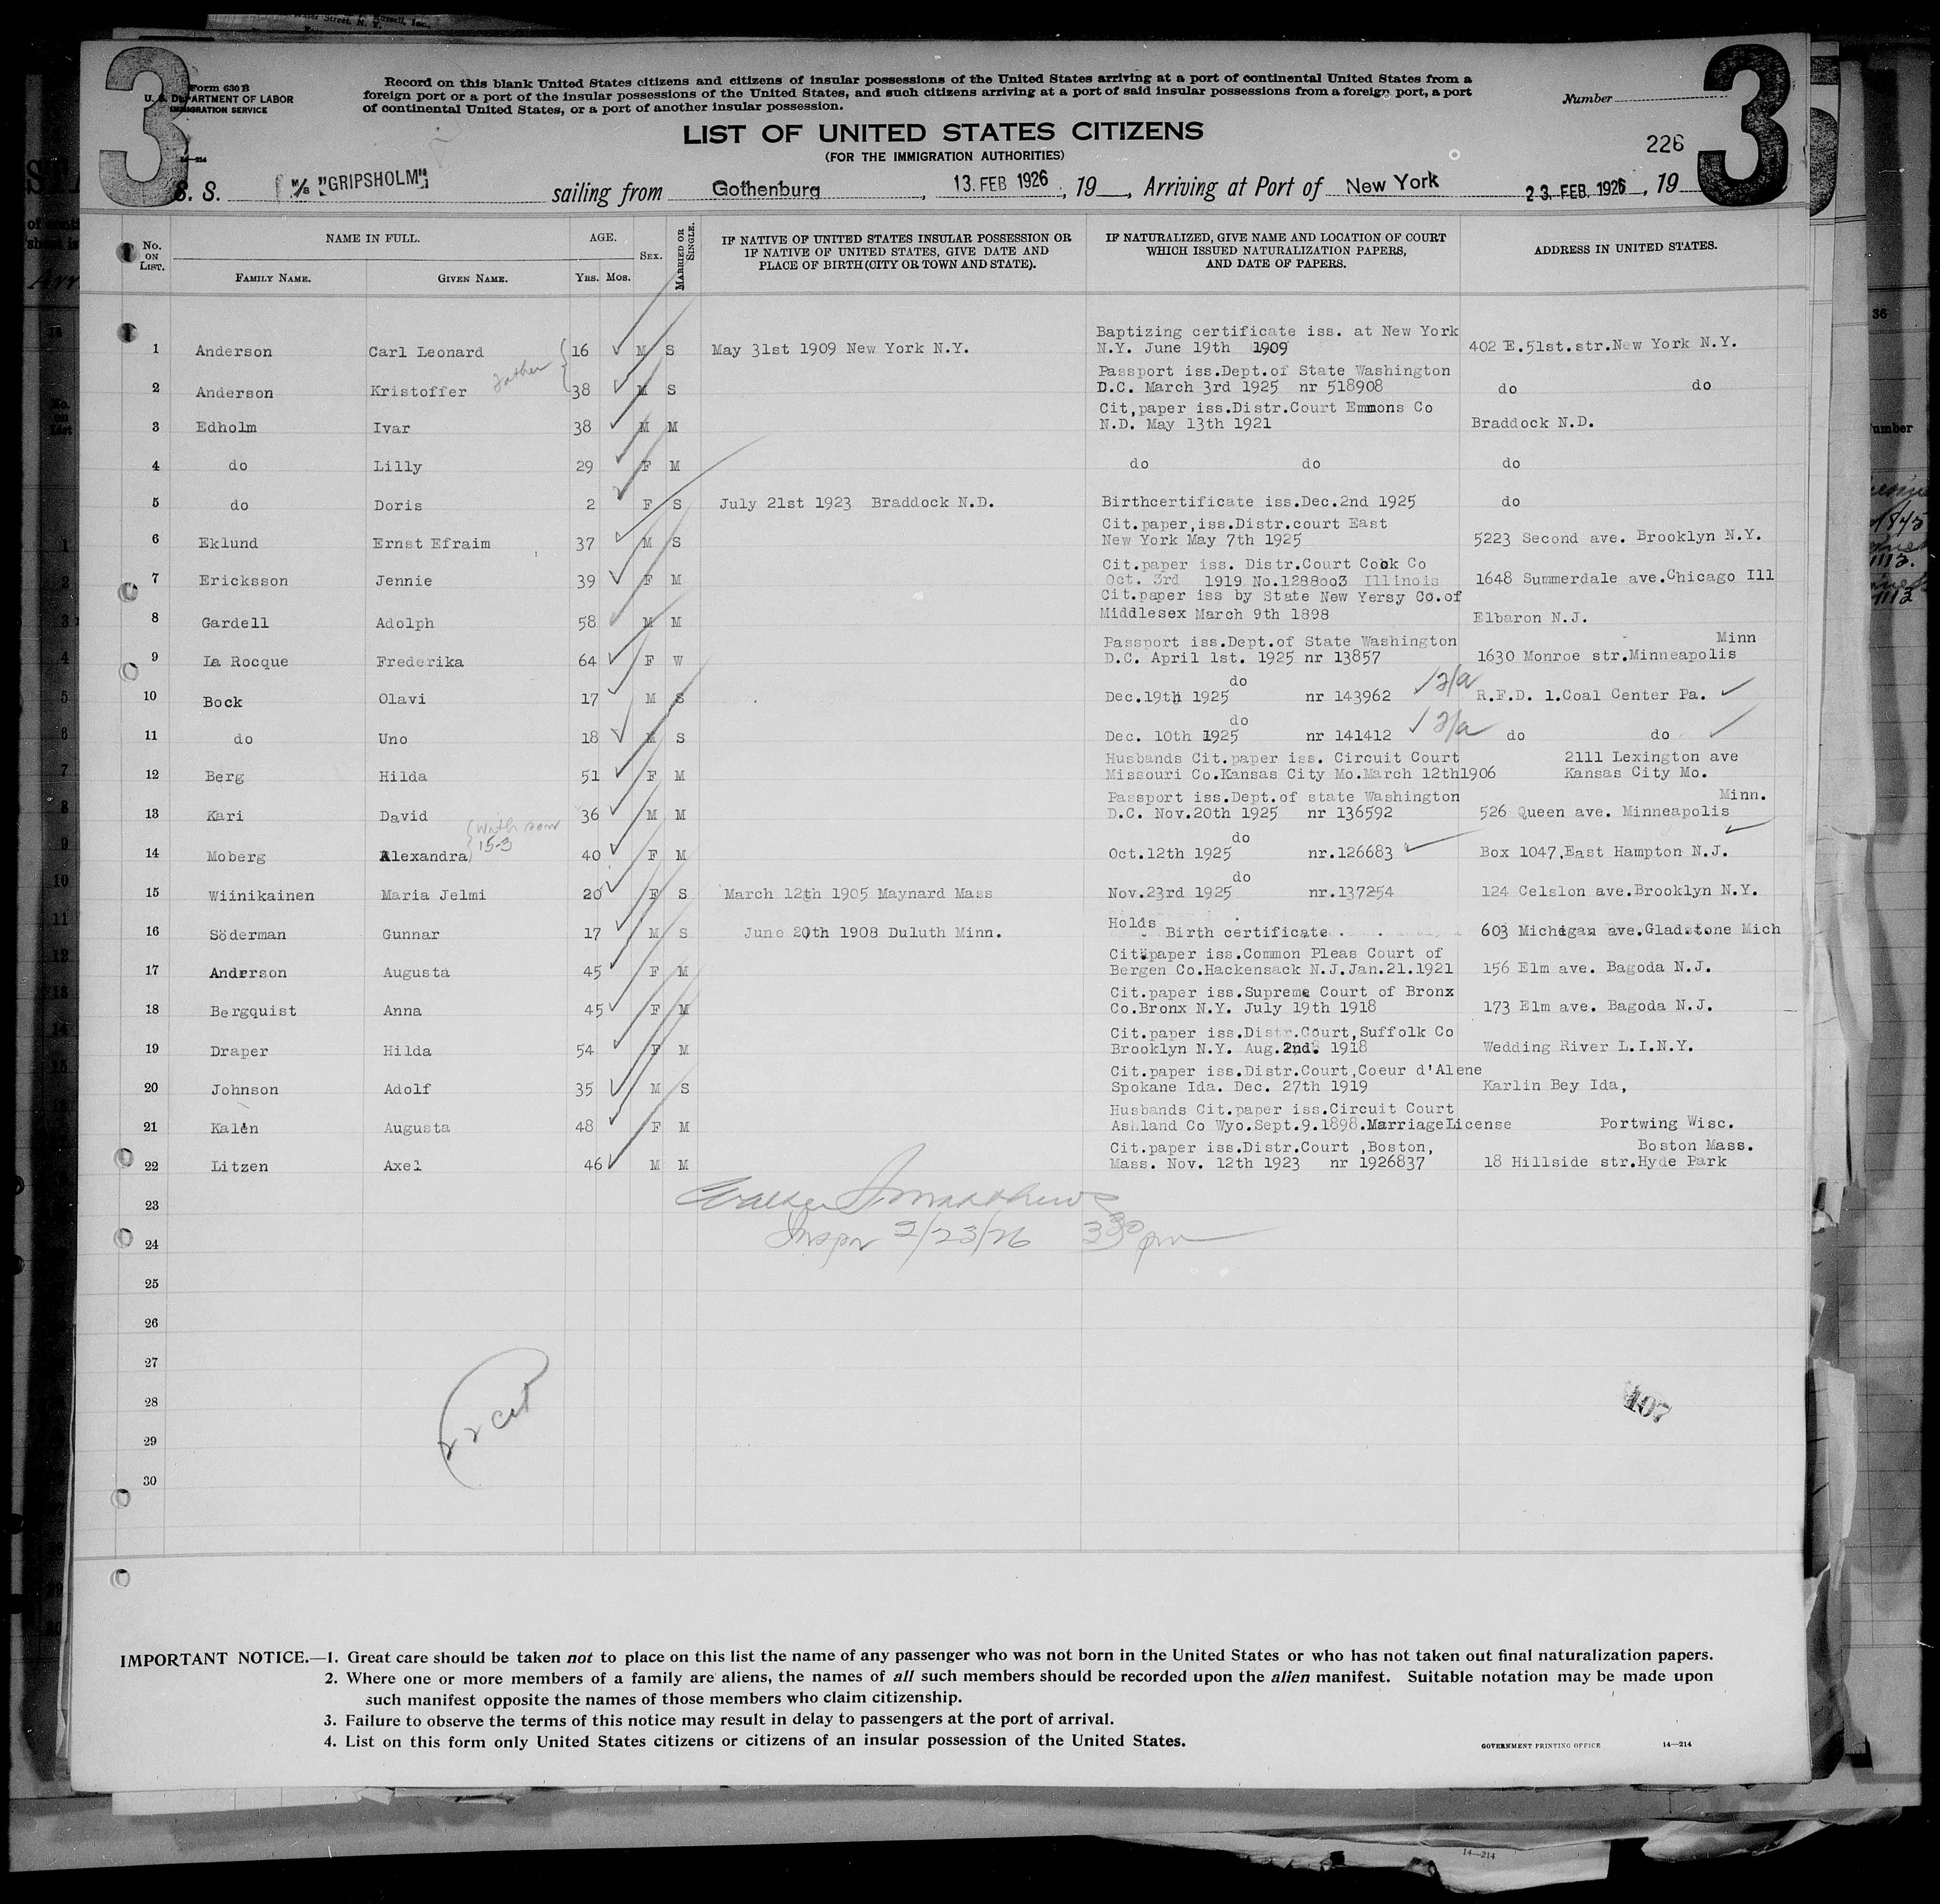 3
Form 630 B
U. S. DEPARTMENT OF LABOR
IMMIGRATION SERVICE
14—214
Record on this blank United States citizens and citizens of insular possessions of the United States arriving at a port of continental United States from a
foreign port or a port of the insular possessions of the United States, and such citizens arriving at a port of said insular possessions from a foreign port, a port
of continental United States, or a port of another insular possession.
Number
3
LIST OF UNITED STATES CITIZENS
(FOR THE IMMIGRATION AUTHORITIES)
226
S. S. M/S "GRIPSHOLM" sailing from Gothenburg, 13. FEB 1926, 19 , Arriving at Port of New York 23. FEB. 1926, 19
No. ON LIST. NAME IN FULL. AGE. SEX. MARRIED OR SINGLE. IF NATIVE OF UNITED STATES INSULAR POSSESSION OR IF NATIVE OF UNITED STATES, GIVE DATE AND PLACE OF BIRTH (CITY OR TOWN AND STATE). IF NATURALIZED, GIVE NAME AND LOCATION OF COURT WHICH ISSUED NATURALIZATION PAPERS, AND DATE OF PAPERS. ADDRESS IN UNITED STATES.
FAMILY NAME. GIVEN NAME. YRS. MOS.
Baptizing certificate iss. at New York
1 Anderson Carl Leonard 16 M S May 31st 1909 New York N.Y. N.Y. June 19th 1909 402 E.51st.str.New York N.Y.
father
Passport iss.Dept.of State Washington
2 Anderson Kristoffer 38 M S D.C. March 3rd 1925 nr 518908 do do
Cit,paper iss.Distr.Court Emmons Co
3 Edholm Ivar 38 M M N.D. May 13th 1921 Braddock N.D.
4 do Lilly 29 F M do do do
5 do Doris 2 F S July 21st 1923 Braddock N.D. Birthcertificate iss.Dec.2nd 1925 do
Cit.paper,iss.Distr.court East
6 Eklund Ernst Efraim 37 M S New York May 7th 1925 5223 Second ave. Brooklyn N.Y.
Cit.paper iss. Distr.Court Cook Co
7 Ericksson Jennie 39 F M Oct. 3rd 1919 No.1288oo3 Illinois 1648 Summerdale ave.Chicago Ill
Cit.paper iss by State New Yersy Co.of
8 Gardell Adolph 58 M M Middlesex March 9th 1898 Elbaron N.J.
Passport iss.Dept.of State Washington Minn
9 La Rocque Frederika 64 F W D.C. April 1st. 1925 nr 13857 1630 Monroe str.Minneapolis
do
10 Bock Olavi 17 M S Dec.19th 1925 nr 143962 R.F.D. 1.Coal Center Pa.
do
11 do Uno 18 M S Dec. 10th 1925 nr 141412 do do
Husbands Cit.paper iss. Circuit Court 2111 Lexington ave
12 Berg Hilda 51 F M Missouri Co.Kansas City Mo.March 12th1906 Kansas City Mo.
Passport iss.Dept.of state Washington Minn.
13 Kari David 36 M M D.C. Nov.20th 1925 nr 136592 526 Queen ave. Minneapolis
with son
15-3
do
14 Moberg Alexandra 40 F M Oct.12th 1925 nr.126683 Box 1047,East Hampton N.J.
do
15 Wiinikainen Maria Jelmi 20 F S March 12th 1905 Maynard Mass Nov.23rd 1925 nr.137254 124 Celslon ave.Brooklyn N.Y.
Holds
16 Söderman Gunnar 17 M S June 20th 1908 Duluth Minn. Birth certificate 603 Michegan ave.Gladstone Mich
Cit.paper iss.Common Pleas Court of
17 Anderson Augusta 45 F M Bergen Co.Hackensack N.J.Jan.21.1921 156 Elm ave. Bagoda N.J.
Cit.paper iss.Supreme Court of Bronx
18 Bergquist Anna 45 F M Co.Bronx N.Y. July 19th 1918 173 Elm ave. Bagoda N.J.
Cit.paper iss.Distr.Court,Suffolk Co
19 Draper Hilda 54 F M Brooklyn N.Y. Aug.2nd. 1918 Wedding River L.I.N.Y.
Cit.paper iss.Distr.Court,Coeur d'Alene
20 Johnson Adolf 35 M S Spokane Ida. Dec. 27th 1919 Karlin Bey Ida,
Husbands Cit.paper iss.Circuit Court
21 Kalén Augusta 48 F M Ashland Co Wyo.Sept.9.1898.MarriageLicense Portwing Wisc.
Cit.paper iss.Distr.Court ,Boston, Boston Mass.
22 Litzen Axel 46 M M Mass. Nov. 12th 1923 nr 1926837 18 Hillside str.Hyde Park
23
Matthews
24
Inspr 2/23/26 3 30 pm
25
26
27
28
22 cit
107
29
30
IMPORTANT NOTICE.—1. Great care should be taken not to place on this list the name of any passenger who was not born in the United States or who has not taken out final naturalization papers.
2. Where one or more members of a family are aliens, the names of all such members should be recorded upon the alien manifest. Suitable notation may be made upon
such manifest opposite the names of those members who claim citizenship.
3. Failure to observe the terms of this notice may result in delay to passengers at the port of arrival.
4. List on this form only United States citizens or citizens of an insular possession of the United States.
GOVERNMENT PRINTING OFFICE 14—214
14—214